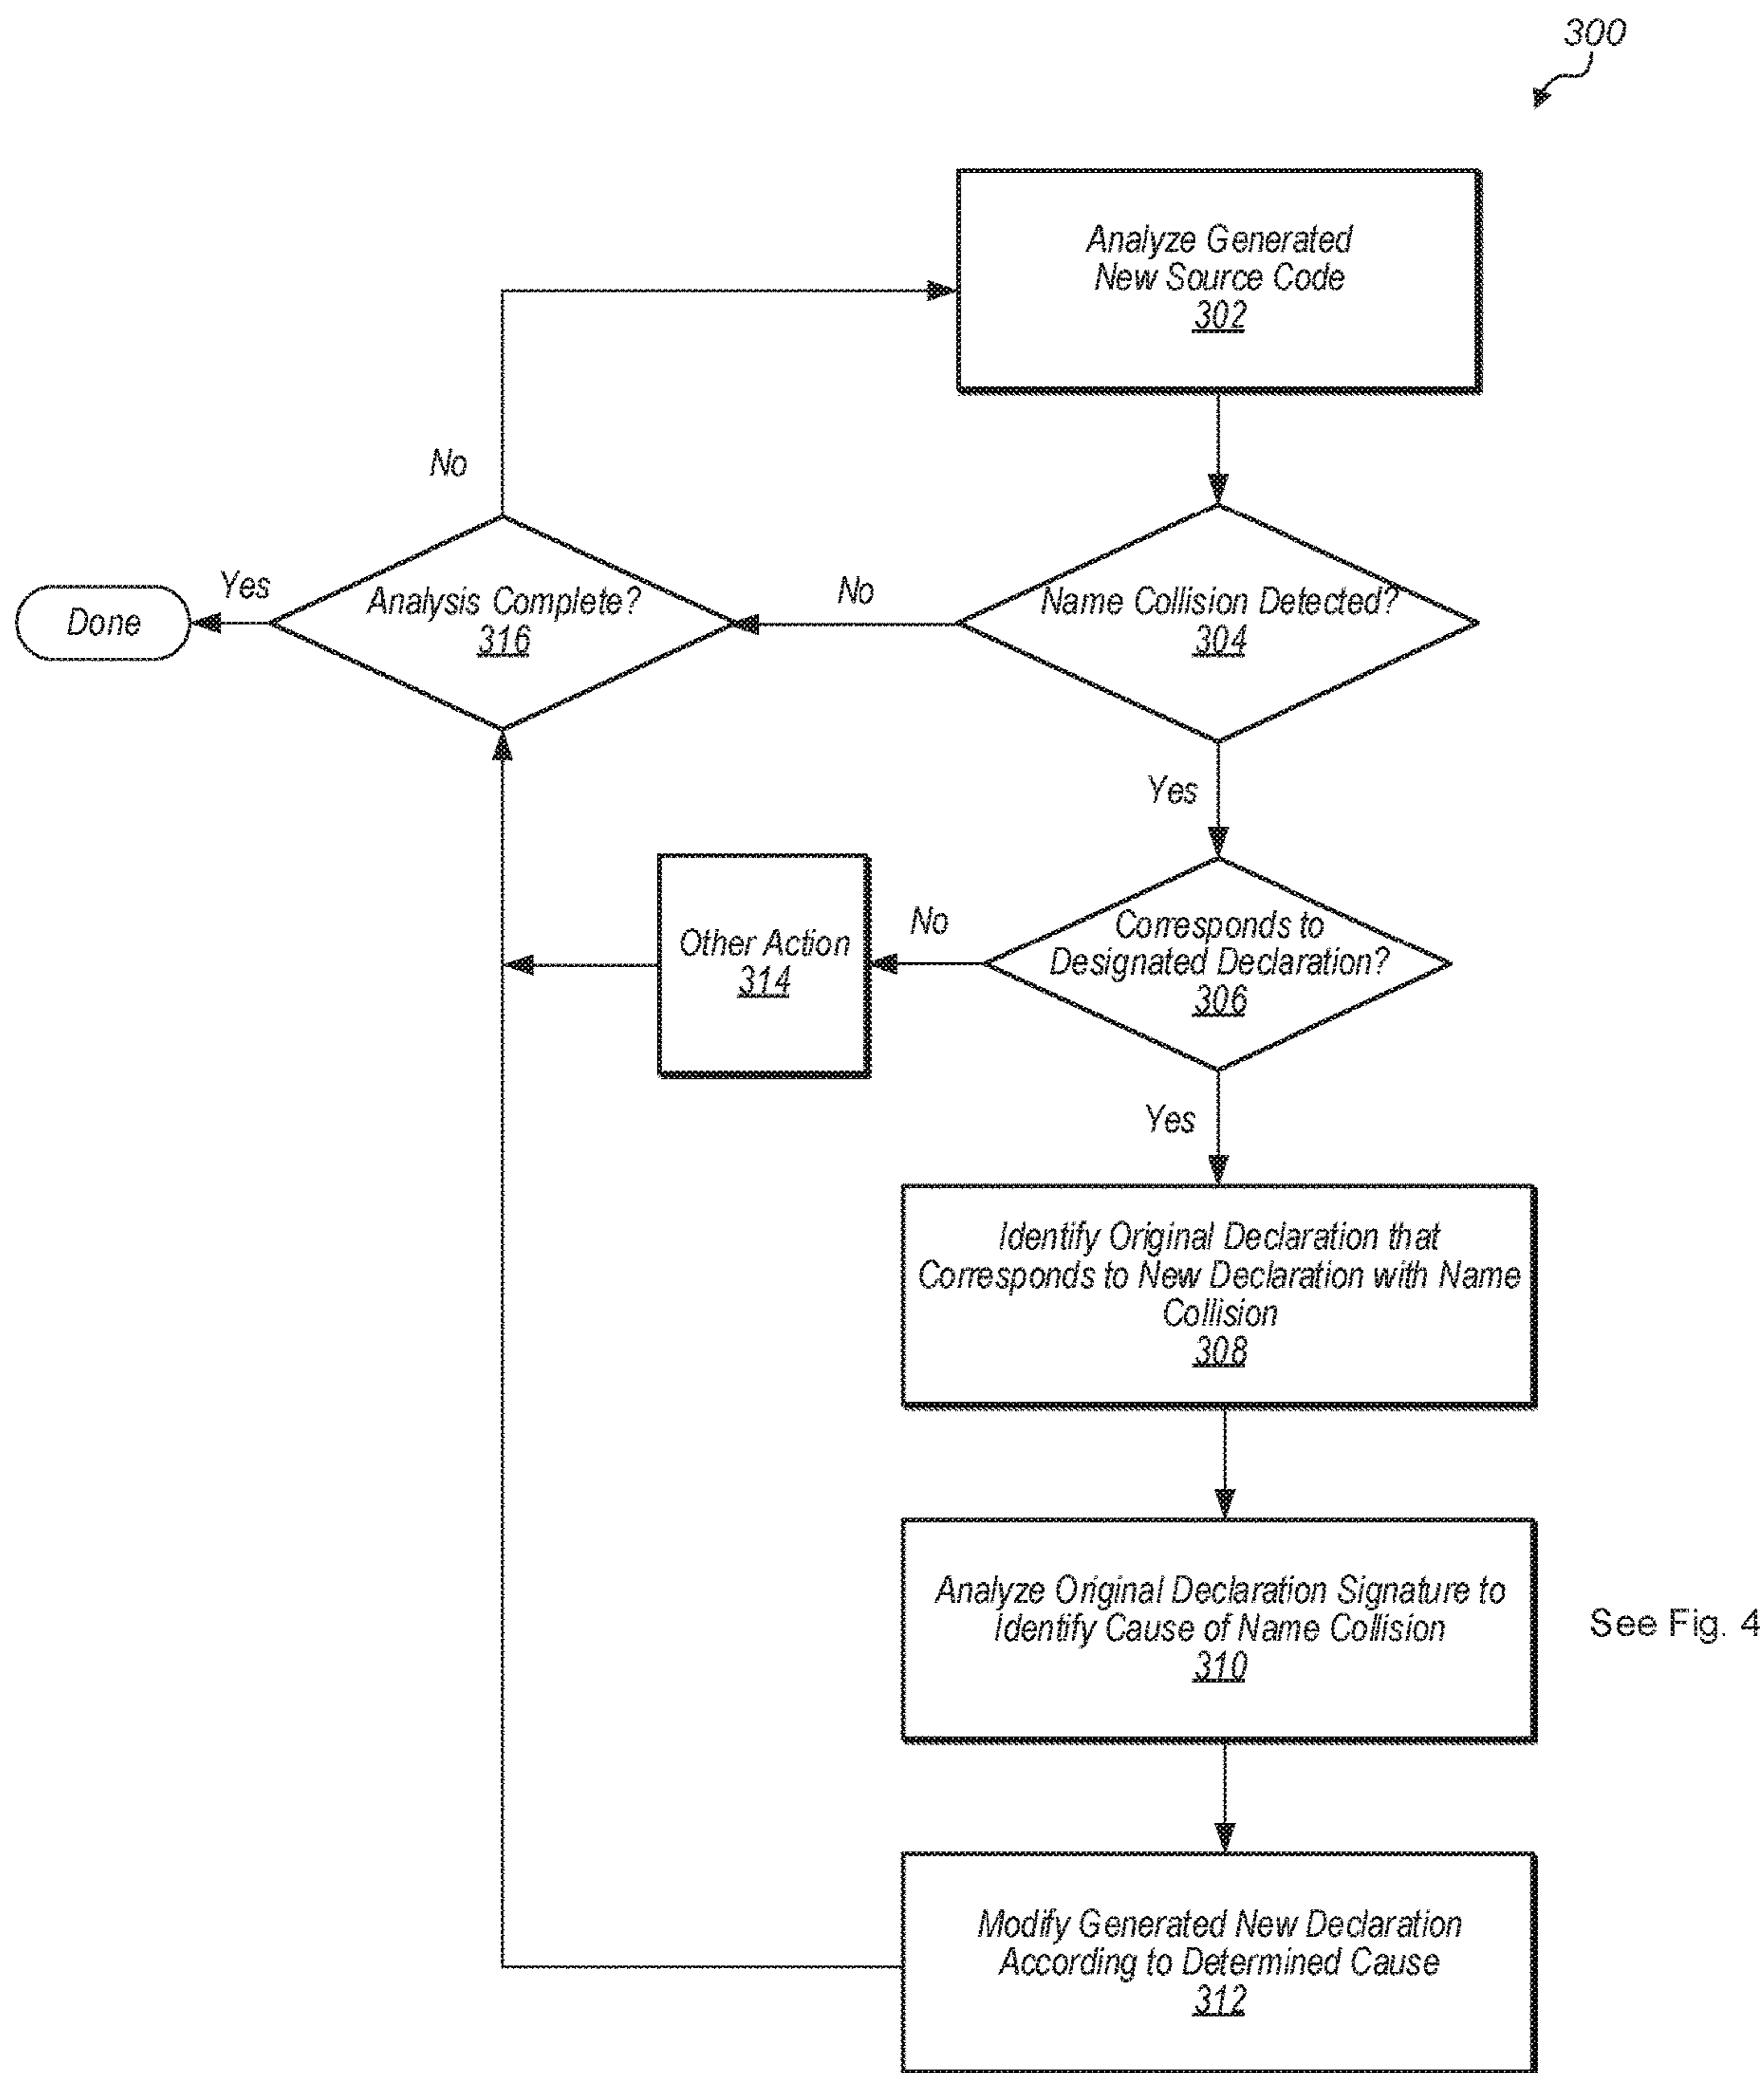 300
Analyze Generated
New Source Code
302
No
Name Collision Detected?
304
No
Analysis Complete?
316
Yes
Done
Yes
Corresponds to
Designated Declaration?
306
No
Other Action
314
Yes
Identify Original Declaration that
Corresponds to New Declaration with Name
Collision
308
Analyze Original Declaration Signature to
Identify Cause of Name Collision
310
See Fig. 4
Modify Generated New Declaration
According to Determined Cause
312